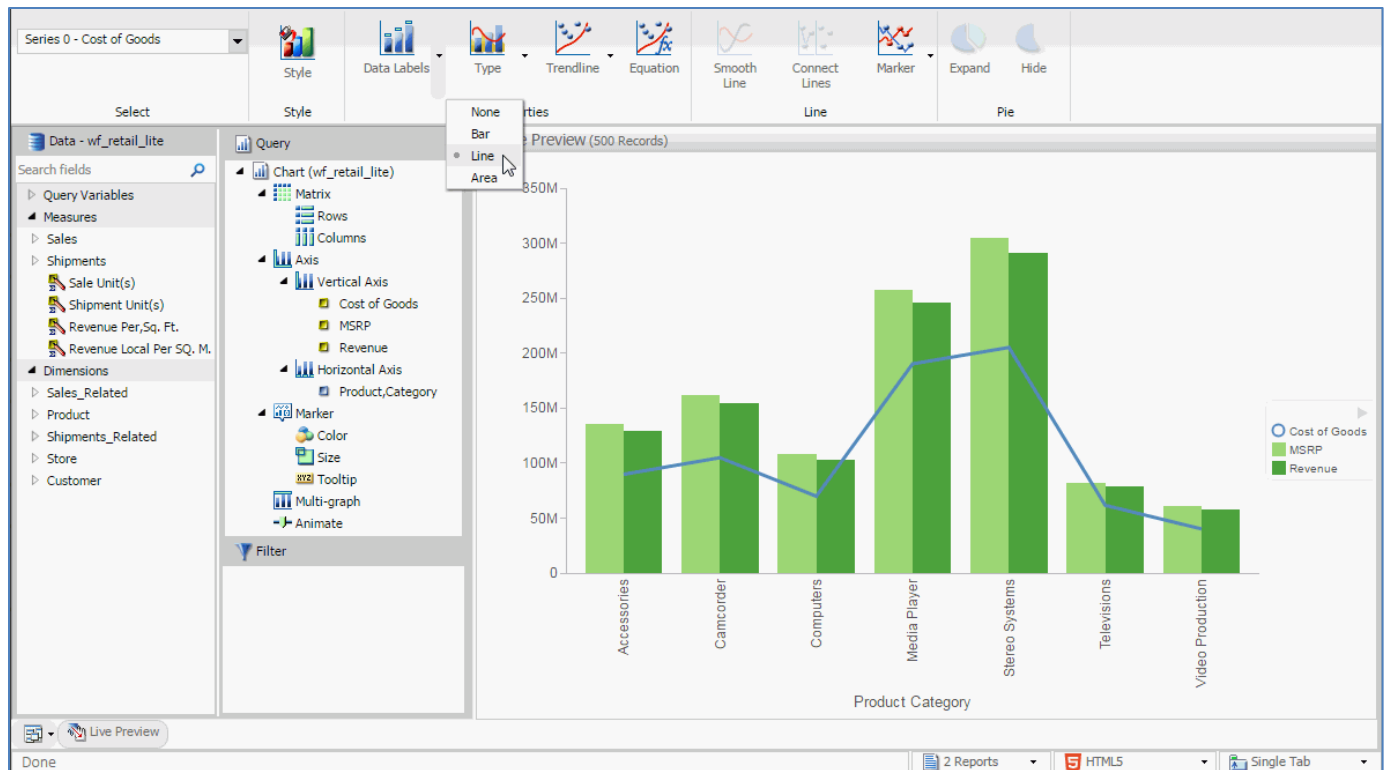 Series 0 - Cost of Goods
Style
Data Labels
Type
Trendline
Equation
Smooth Line
Connect Lines
Marker
Expand
Hide
Select
Style
rties
Line
Pie
None
Bar
Line
Area
Data - wf_retail_lite
Search fields
Query Variables
Measures
Sales
Shipments
Sale Unit(s)
Shipment Unit(s)
Revenue Per,Sq. Ft.
Revenue Local Per SQ. M.
Dimensions
Sales_Related
Product
Shipments_Related
Store
Customer
Query
Chart (wf_retail_lite)
Matrix
Rows
Columns
Axis
Vertical Axis
Cost of Goods
MSRP
Revenue
Horizontal Axis
Product,Category
Marker
Color
Size
Tooltip
Multi-graph
Animate
Filter
Preview (500 Records)
350M
300M
250M
200M
150M
100M
50M
0
Accessories
Camcorder
Computers
Media Player
Stereo Systems
Televisions
Video Production
Product Category
Cost of Goods
MSRP
Revenue
Live Preview
Done
2 Reports
HTML5
Single Tab